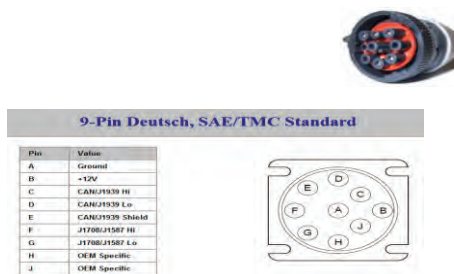 9-Pin Deutsch, SAE/TMC Standard
Pin Value
A Ground
B +12V
C CAN/J1939 Hi
D CAN/J1939 Lo
E CAN/J1939 Shield
F J1708/J1587 Hi
G J1708/J1587 Lo
H OEM Specific
J OEM Specific
D
E C
F A B
G J
H